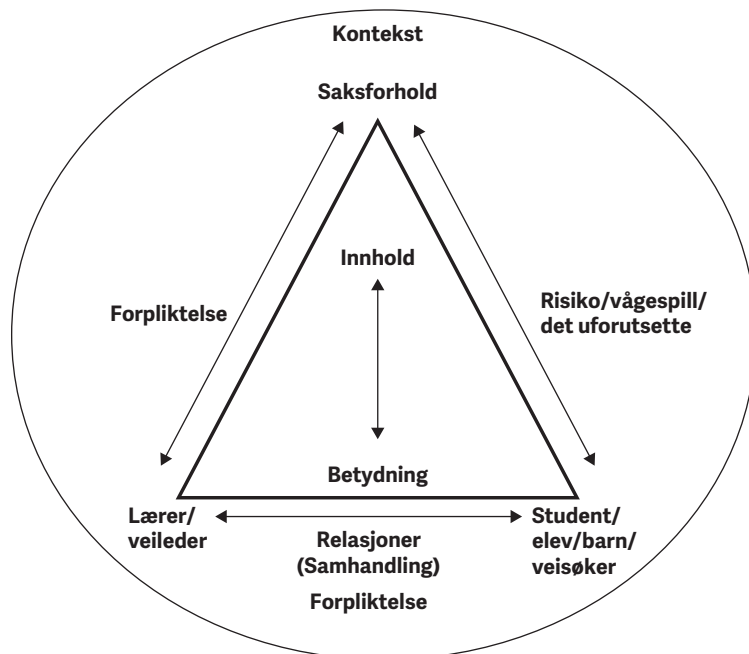 Kontekst
Saksforhold
Innhold
Forpliktelse
Risiko/vågespill/
det uforutsette
Betydning
Lærer/
veileder
Relasjoner
(Samhandling)
Forpliktelse
Student/
elev/barn/
veisøker